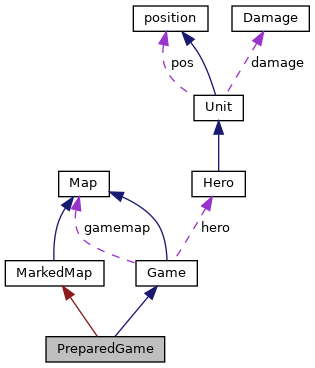 position
Damage
pos
damage
Unit
Map
Hero
gamemap
hero
MarkedMap
Game
PreparedGame